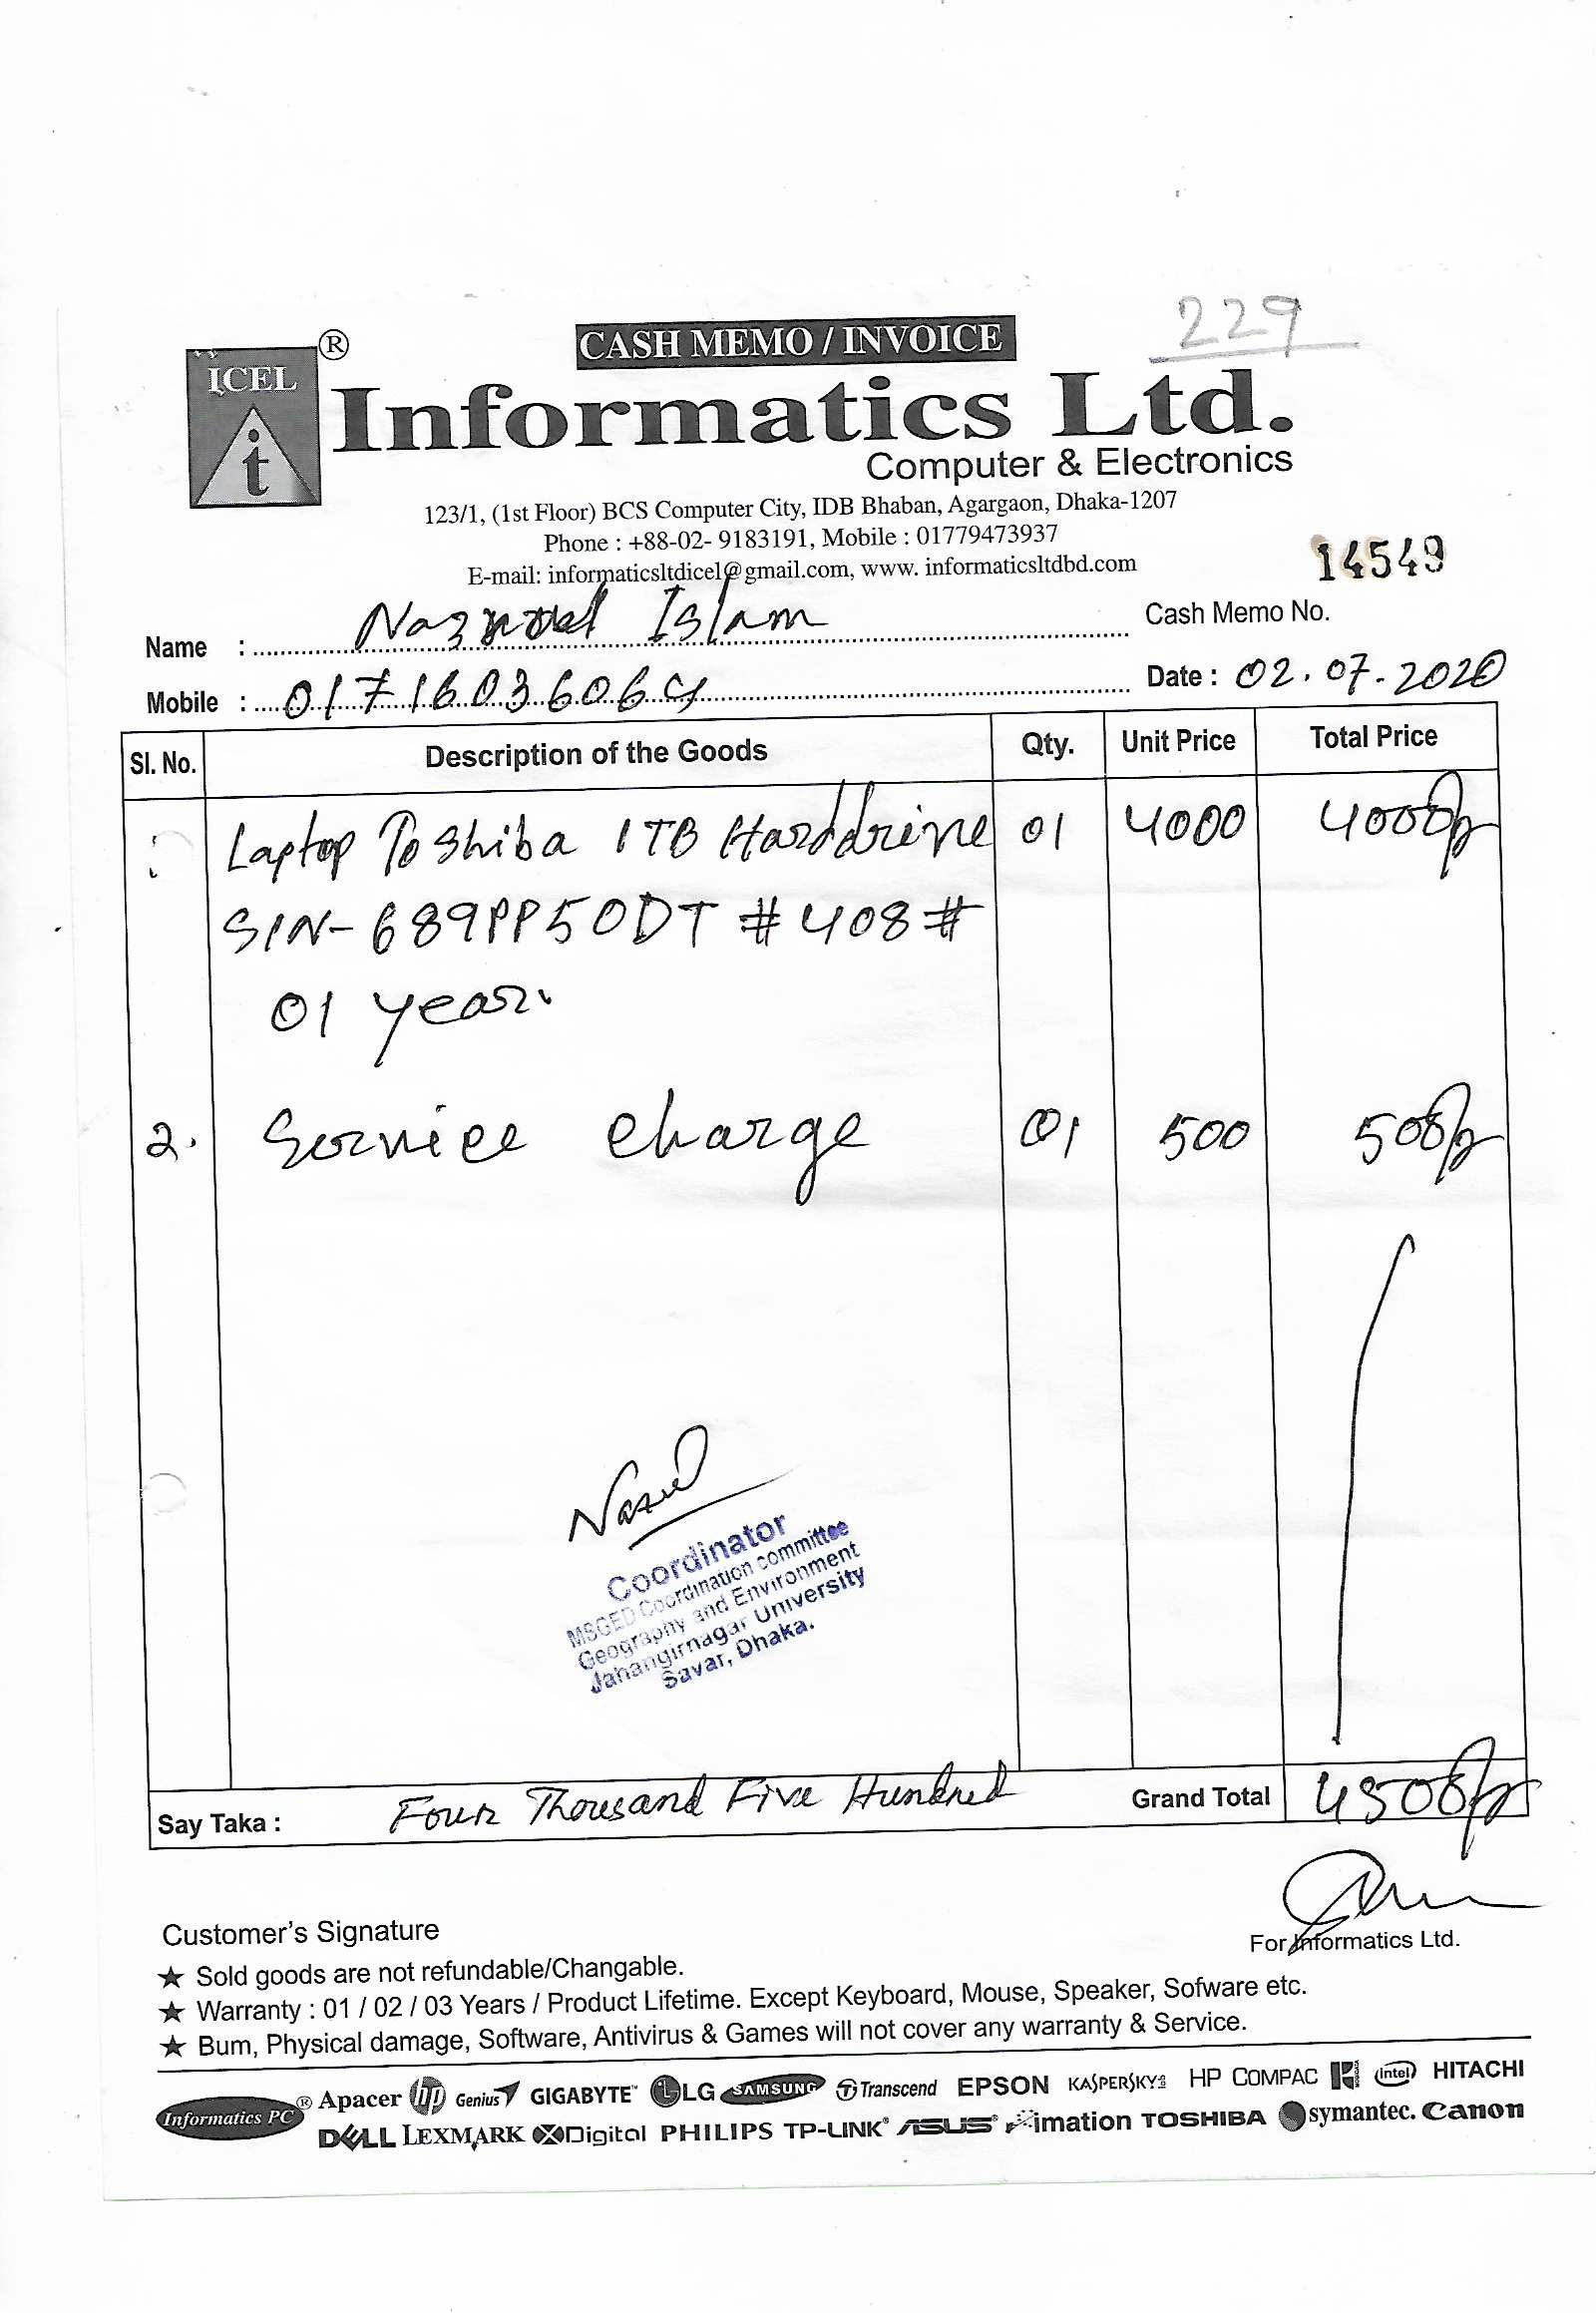 229
CASH MEMO / INVOICE
ICEL ®
Informatics Ltd.
Computer & Electronics
123/1, (1st Floor) BCS Computer City, IDB Bhaban, Agargaon, Dhaka-1207
Phone : +88-02- 9183191, Mobile : 01779473937
E-mail: informaticsltdicel@gmail.com, www. informaticsltdbd.com
14549
Name : Islam
Cash Memo No.
Mobile : 01716036064
Date : 02.07.2020
Sl. No. Description of the Goods Qty. Unit Price Total Price
Laptop Toshiba 1TB Harddrive 01 4000 4000/=
S/N- 689PP50DT #408#
01 year.
2. Service charge 01 500 500/=
Coordinator
MSGED Coordination committee
Geography and Environment
Jahangirnagar University
Savar, Dhaka.
Say Taka : Four Thousand Five Hundred Grand Total 4500/=
Customer's Signature
For Informatics Ltd.
★ Sold goods are not refundable/Changable.
★ Warranty : 01 / 02 / 03 Years / Product Lifetime. Except Keyboard, Mouse, Speaker, Sofware etc.
★ Bum, Physical damage, Software, Antivirus & Games will not cover any warranty & Service.
Informatics PC ® Apacer hp Genius GIGABYTE LG SAMSUNG Transcend EPSON KASPERSKY HP COMPAQ intel HITACHI
DELL LEXMARK Digital PHILIPS TP-LINK ASUS imation TOSHIBA symantec. Canon